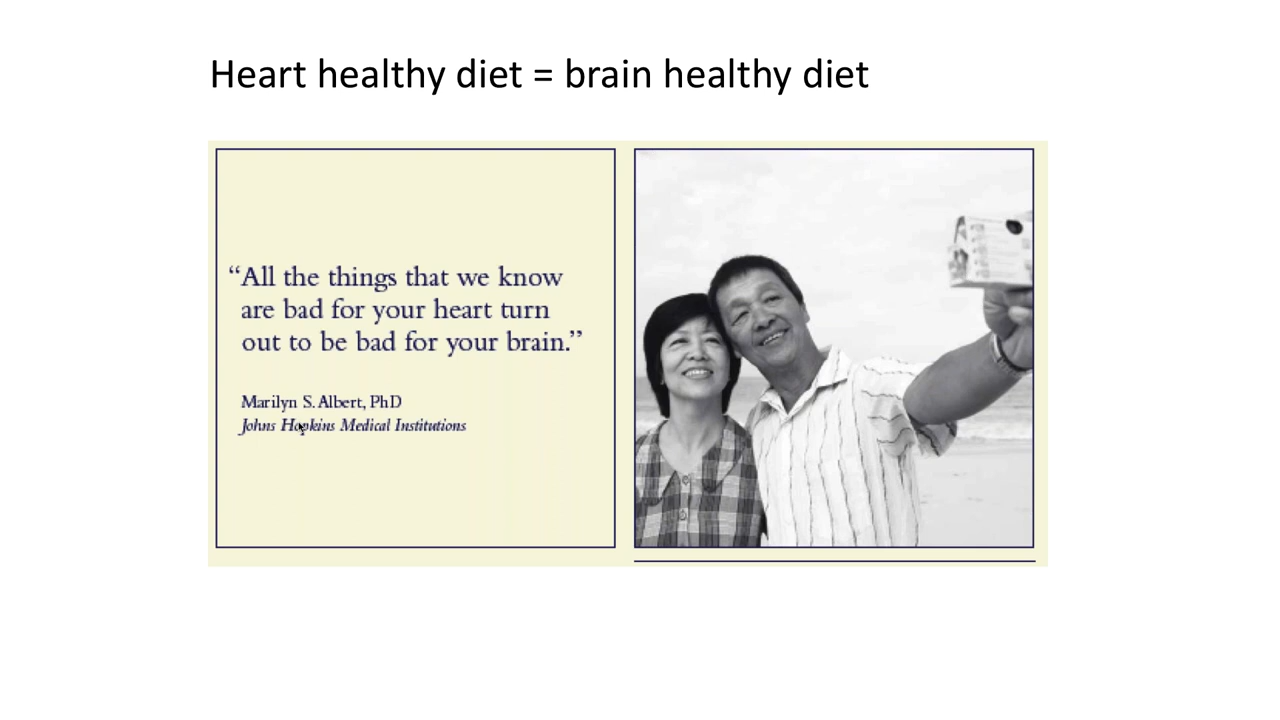 Heart healthy diet = brain healthy diet
“All the things that we know
are bad for your heart turn
out to be bad for your brain.”
Marilyn S. Albert, PhD
Johns Hopkins Medical Institutions